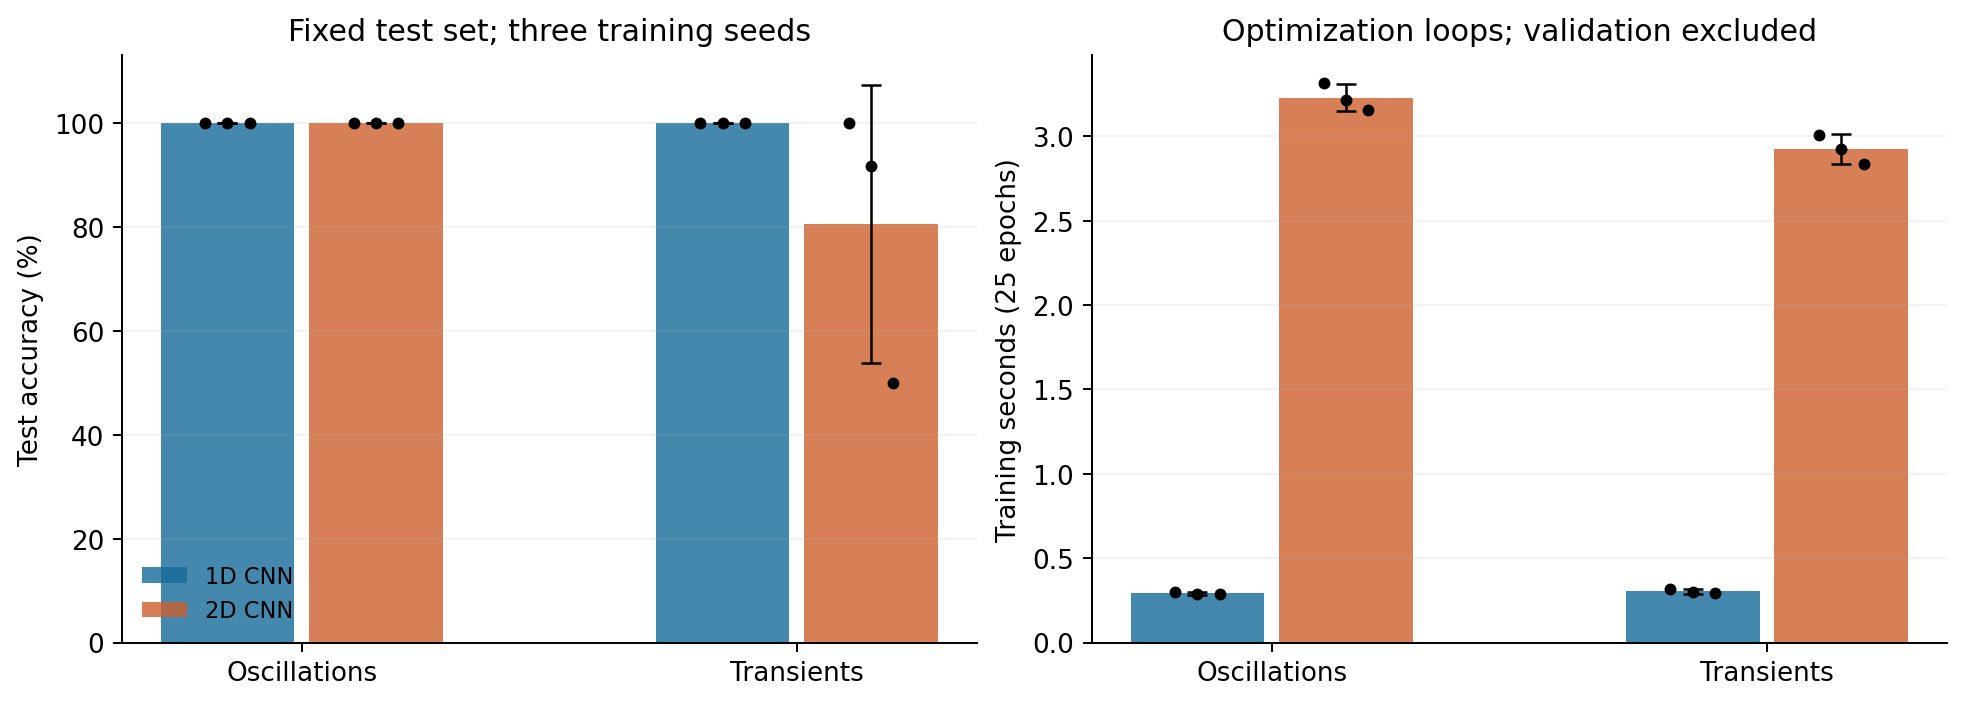 Fixed test set; three training seeds
Test accuracy (%)
100
80
60
40
20
0
1D CNN
2D CNN
Oscillations
Transients
Optimization loops; validation excluded
Training seconds (25 epochs)
3.0
2.5
2.0
1.5
1.0
0.5
0.0
Oscillations
Transients